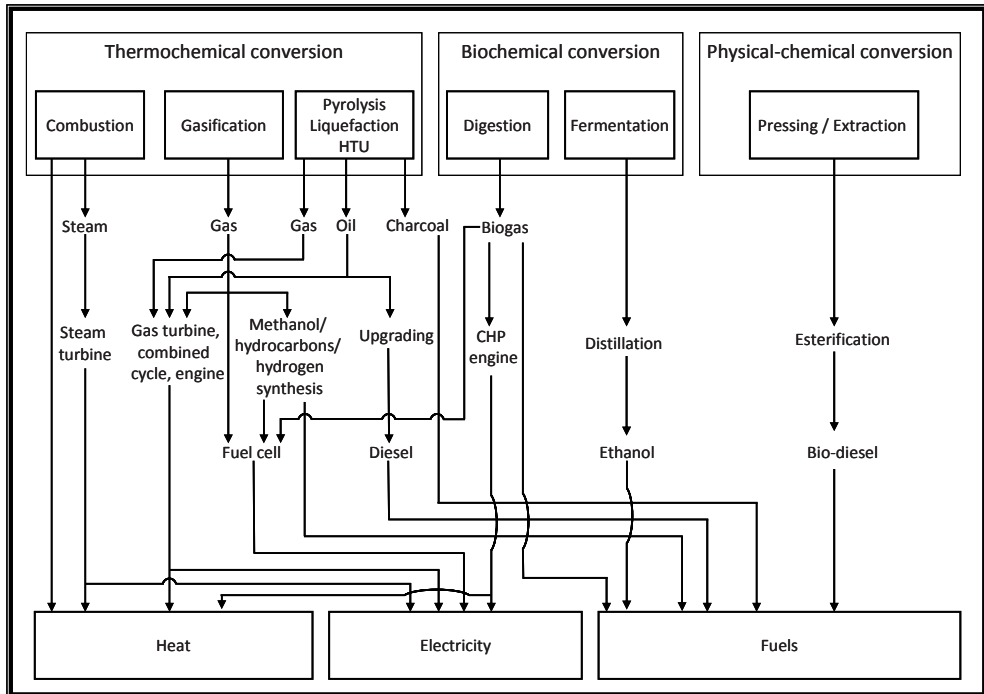 Thermochemical conversion
Biochemical conversion
Physical-chemical conversion
Combustion
Gasification
Pyrolysis
Liquefaction
HTU
Digestion
Fermentation
Pressing / Extraction
Steam
Gas
Gas
Oil
Charcoal
Biogas
Steam
turbine
Gas turbine,
combined
cycle, engine
Methanol/
hydrocarbons/
hydrogen
synthesis
Upgrading
CHP
engine
Distillation
Esterification
Fuel cell
Diesel
Ethanol
Bio-diesel
Heat
Electricity
Fuels